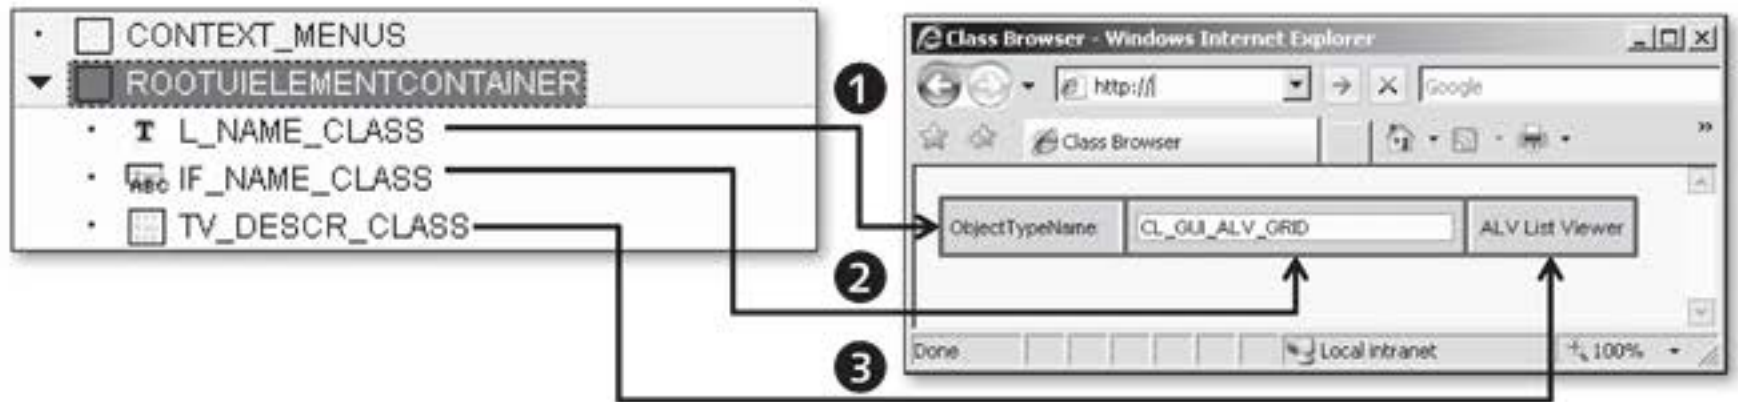 CONTEXT_MENUS
ROOTUIELEMENTCONTAINER
T L_NAME_CLASS
ABC IF_NAME_CLASS
TV_DESCR_CLASS
1
2
3
Class Browser - Windows Internet Explorer
http://
Google
Class Browser
»
ObjectTypeName
CL_GUI_ALV_GRID
ALV List Viewer
Done
Local intranet
100%